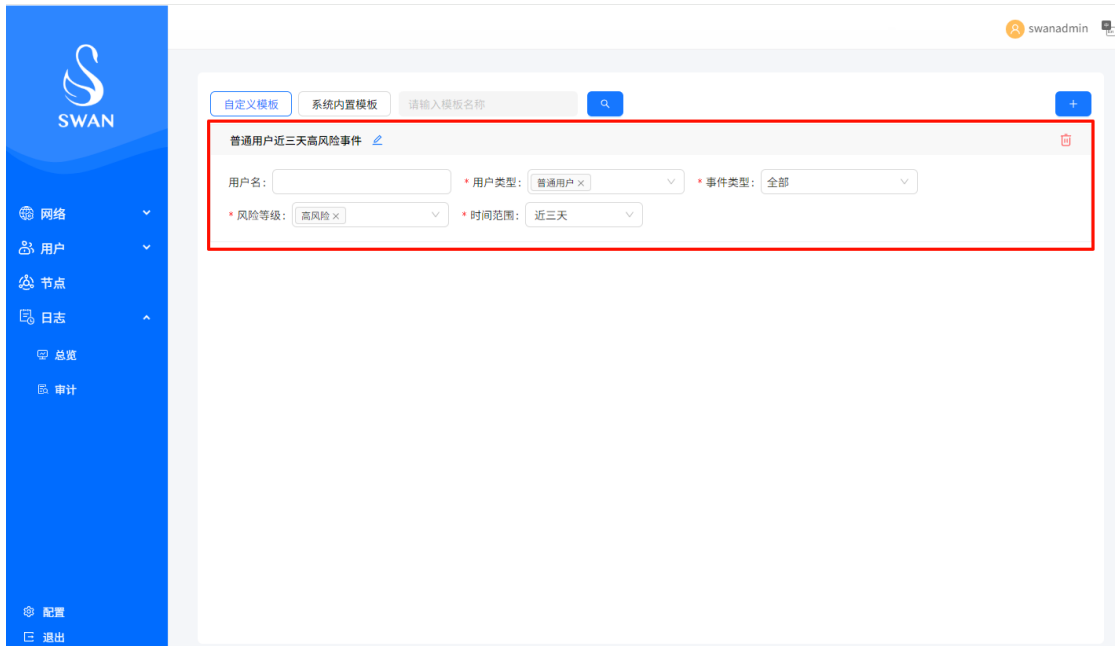 swanadmin
SWAN
自定义模板 系统内置模板 请输入模板名称
普通用户近三天高风险事件
用户名: * 用户类型: 普通用户 × * 事件类型: 全部
* 风险等级: 高风险 × * 时间范围: 近三天
网络
用户
节点
日志
总览
审计
配置
退出